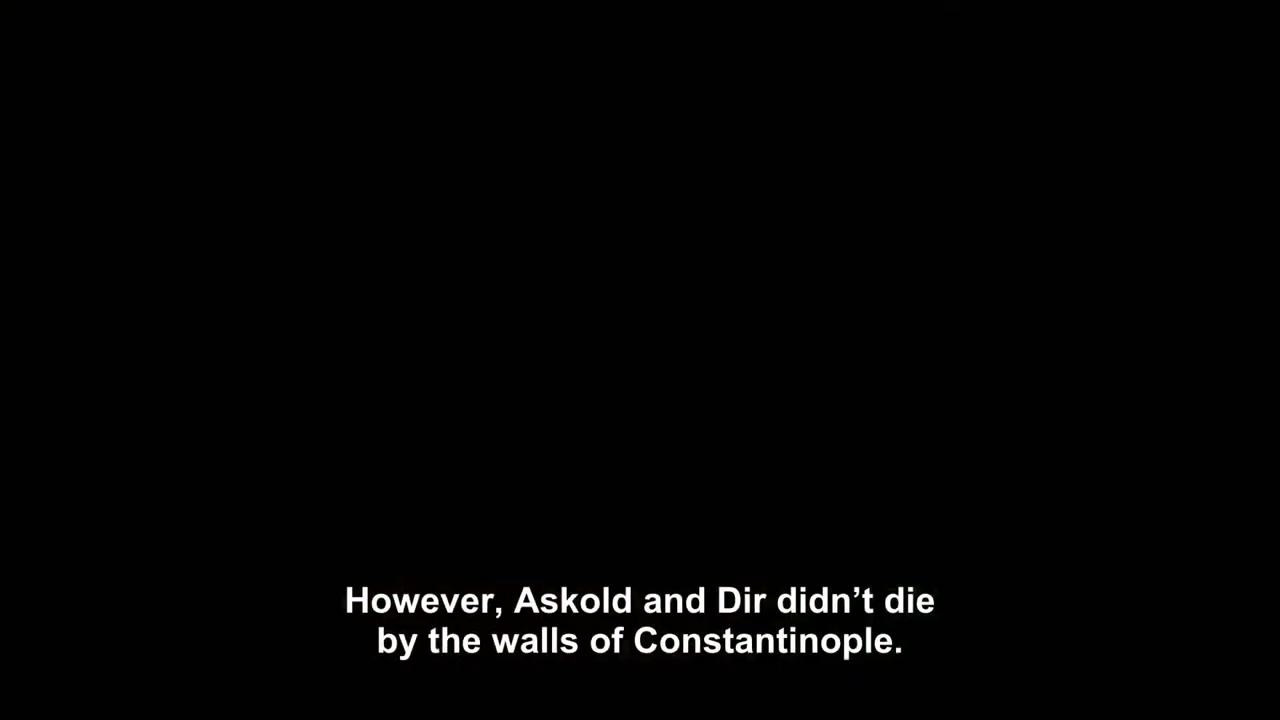 However, Askold and Dir didn’t die
by the walls of Constantinople.